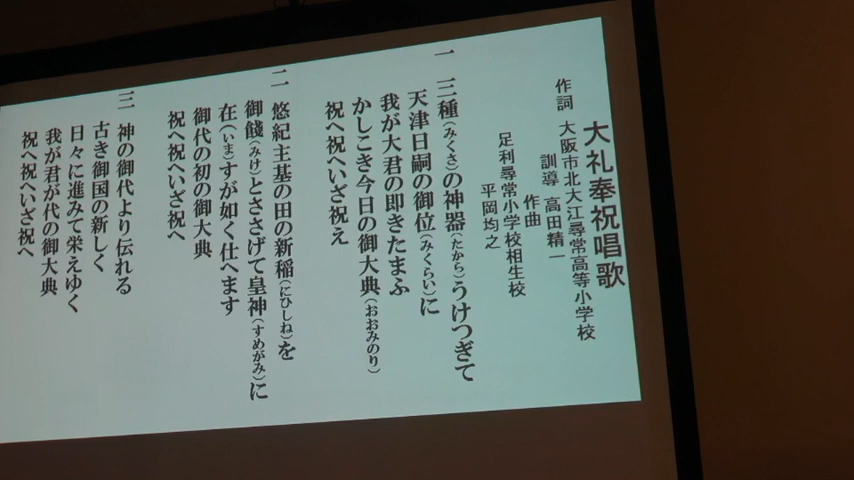 大礼奉祝唱歌
作詞 大阪市北大江尋常高等小学校
訓導 高田精一
作曲
足利尋常小学校相生校
平岡均之
一 三種(みくさ)の神器(たから)うけつぎて
天津日嗣の御位(みくらい)に
我が大君の即きたまふ
かしこき今日の御大典(おおみのり)
祝へ祝へいざ祝え
二 悠紀主基の田の新稲(にひしね)を
御餞(みけ)とささげて皇神(すめがみ)に
在(いま)すが如く仕へます
御代の初の御大典
祝へ祝へいざ祝へ
三 神の御代より伝れる
古き御国の新しく
日々に進みて栄えゆく
我が君が代の御大典
祝へ祝へいざ祝へ